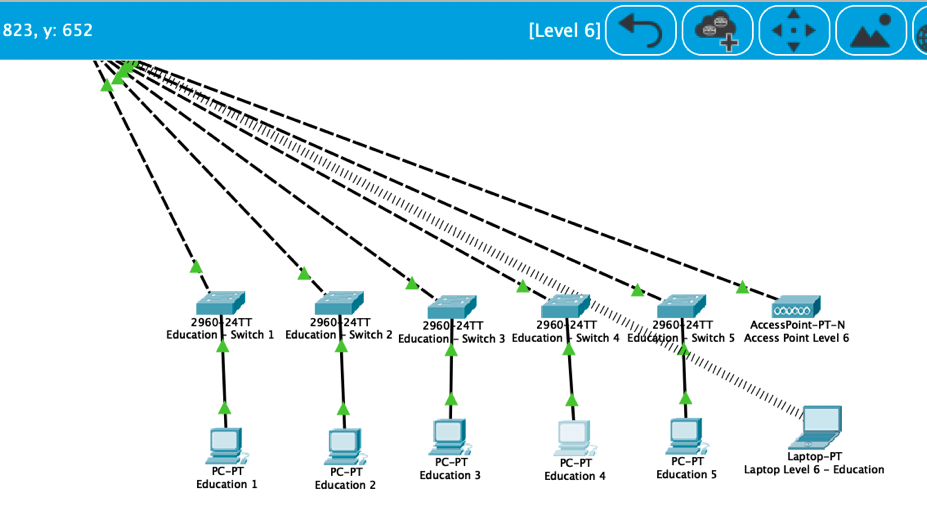 823, y: 652
[Level 6]
2960-24TT
Education - Switch 1
2960-24TT
Education - Switch 2
2960-24TT
Education - Switch 3
2960-24TT
Education - Switch 4
2960-24TT
Education - Switch 5
AccessPoint-PT-N
Access Point Level 6
PC-PT
Education 1
PC-PT
Education 2
PC-PT
Education 3
PC-PT
Education 4
PC-PT
Education 5
Laptop-PT
Laptop Level 6 - Education